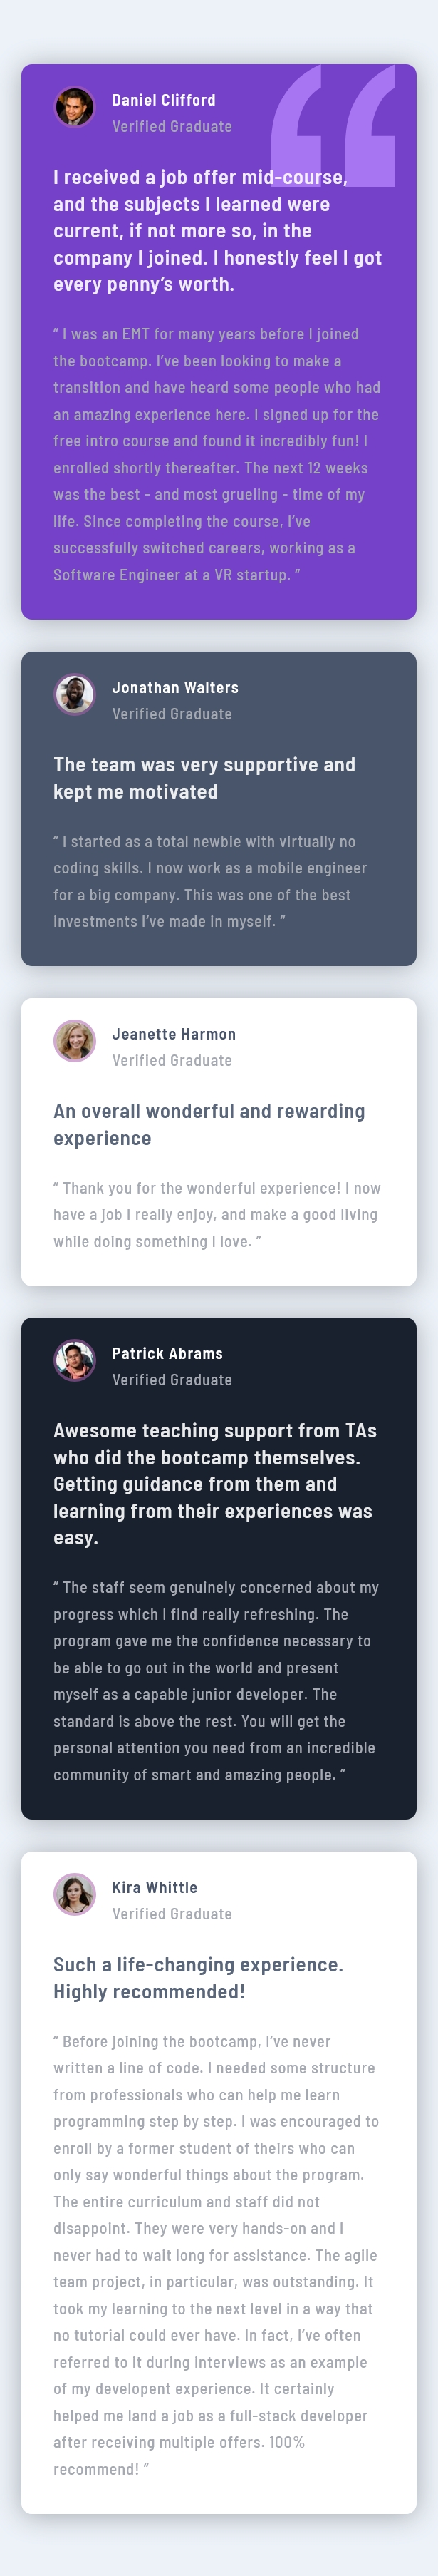 Daniel Clifford
Verified Graduate
I received a job offer mid-course,
and the subjects I learned were
current, if not more so, in the
company I joined. I honestly feel I got
every penny’s worth.
“ I was an EMT for many years before I joined
the bootcamp. I’ve been looking to make a
transition and have heard some people who had
an amazing experience here. I signed up for the
free intro course and found it incredibly fun! I
enrolled shortly thereafter. The next 12 weeks
was the best - and most grueling - time of my
life. Since completing the course, I’ve
successfully switched careers, working as a
Software Engineer at a VR startup. ”
Jonathan Walters
Verified Graduate
The team was very supportive and
kept me motivated
“ I started as a total newbie with virtually no
coding skills. I now work as a mobile engineer
for a big company. This was one of the best
investments I’ve made in myself. ”
Jeanette Harmon
Verified Graduate
An overall wonderful and rewarding
experience
“ Thank you for the wonderful experience! I now
have a job I really enjoy, and make a good living
while doing something I love. ”
Patrick Abrams
Verified Graduate
Awesome teaching support from TAs
who did the bootcamp themselves.
Getting guidance from them and
learning from their experiences was
easy.
“ The staff seem genuinely concerned about my
progress which I find really refreshing. The
program gave me the confidence necessary to
be able to go out in the world and present
myself as a capable junior developer. The
standard is above the rest. You will get the
personal attention you need from an incredible
community of smart and amazing people. ”
Kira Whittle
Verified Graduate
Such a life-changing experience.
Highly recommended!
“ Before joining the bootcamp, I’ve never
written a line of code. I needed some structure
from professionals who can help me learn
programming step by step. I was encouraged to
enroll by a former student of theirs who can
only say wonderful things about the program.
The entire curriculum and staff did not
disappoint. They were very hands-on and I
never had to wait long for assistance. The agile
team project, in particular, was outstanding. It
took my learning to the next level in a way that
no tutorial could ever have. In fact, I’ve often
referred to it during interviews as an example
of my developent experience. It certainly
helped me land a job as a full-stack developer
after receiving multiple offers. 100%
recommend! ”